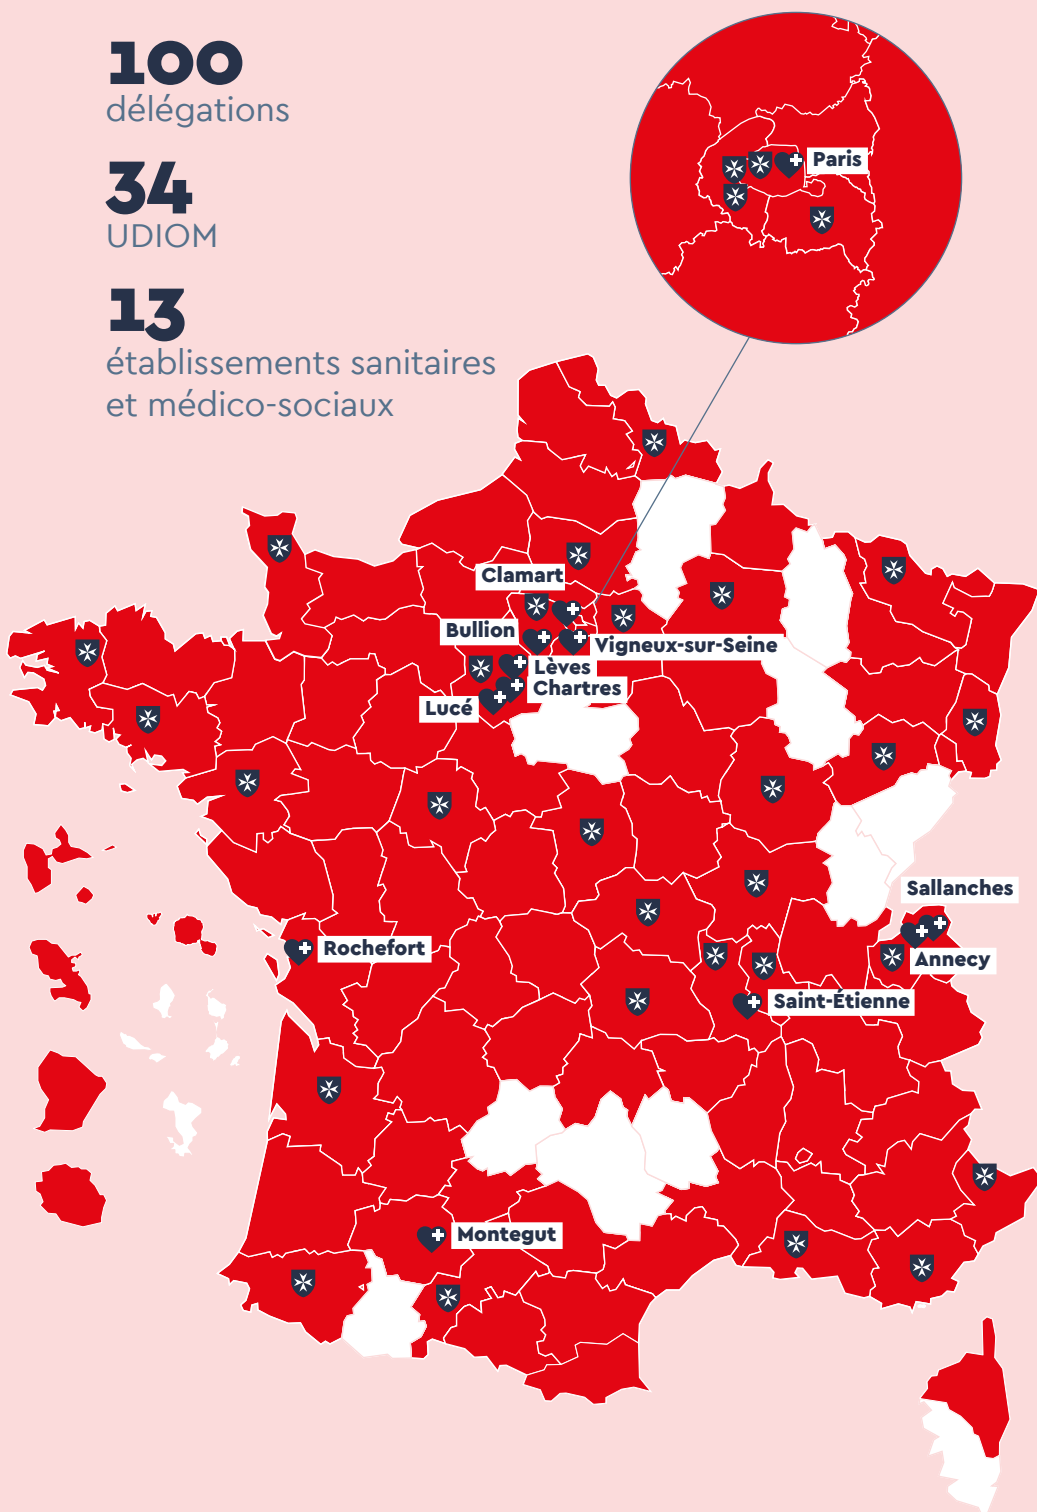 100
délégations
34
UDIOM
13
établissements sanitaires
et médico-sociaux
Paris
Clamart
Bullion
Vigneux-sur-Seine
Lèves
Chartres
Lucé
Sallanches
Annecy
Rochefort
Saint-Étienne
Montegut